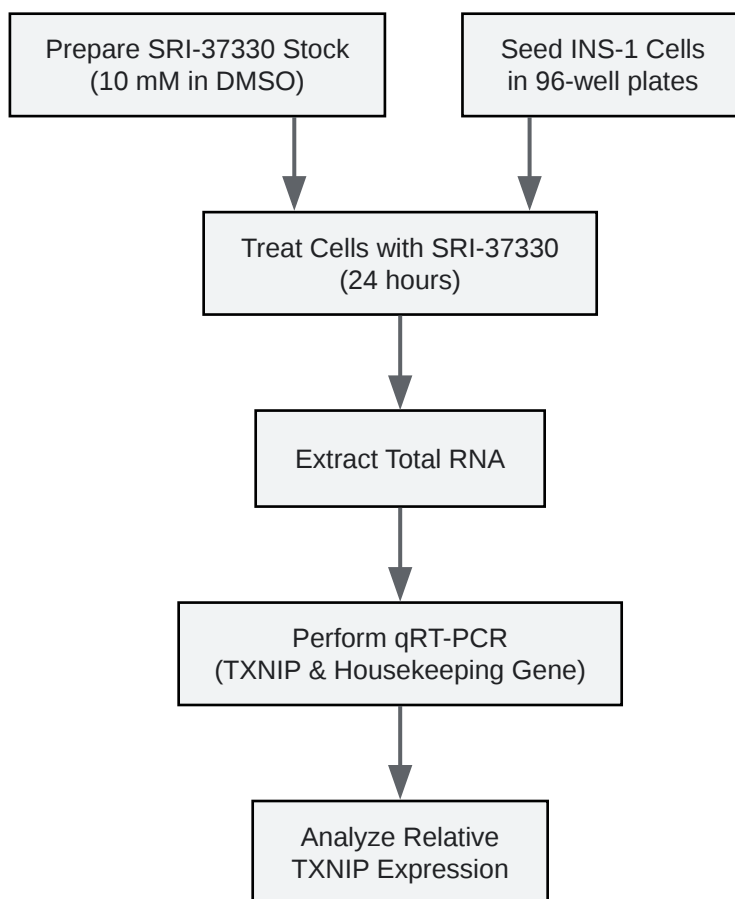 Prepare SRI-37330 Stock
(10 mM in DMSO)
Seed INS-1 Cells
in 96-well plates
Treat Cells with SRI-37330
(24 hours)
Extract Total RNA
Perform qRT-PCR
(TXNIP & Housekeeping Gene)
Analyze Relative
TXNIP Expression